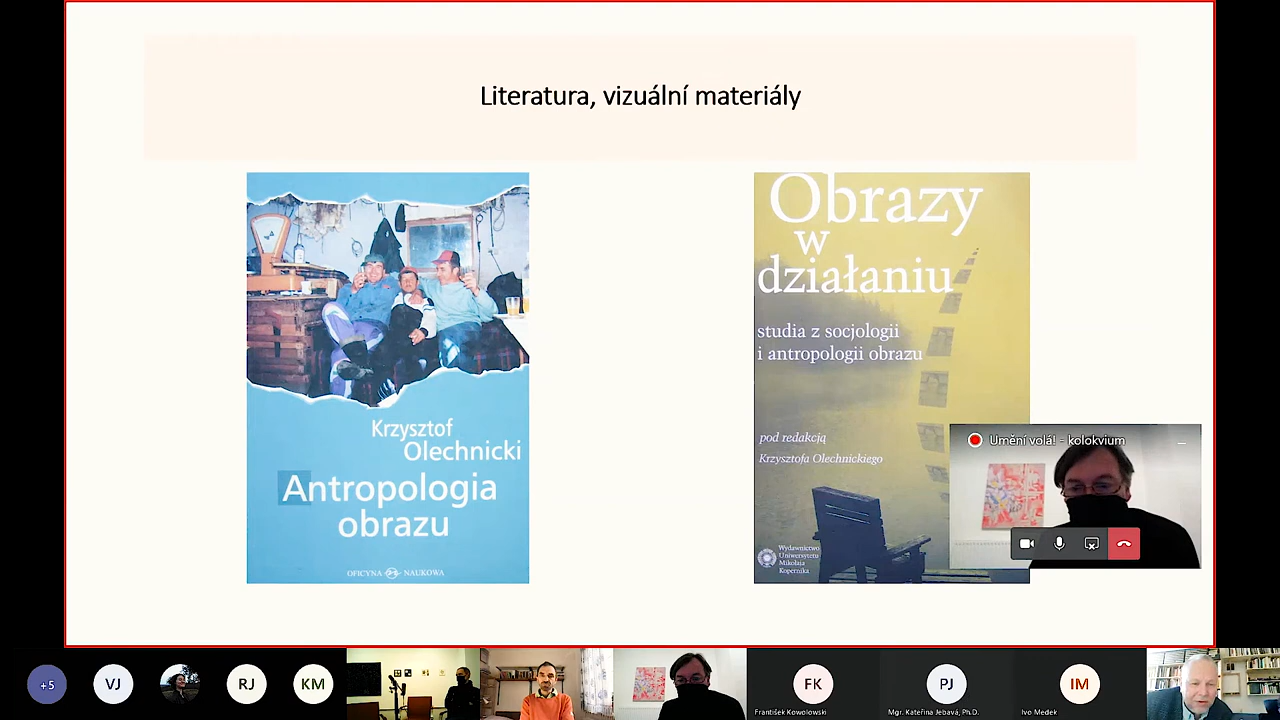 Literatura, vizuální materiály
Krzysztof
Olechnicki
Antropologia
obrazu
OFICYNA NAUKOWA
Obrazy
w
działaniu
studia z socjologii
i antropologii obrazu
pod redakcją
Krzysztofa Olechnickiego
Wydawnictwo
Uniwersytetu
Mikołaja
Kopernika
Umění volá! - kolokvium
+5
VJ
RJ
KM
FK
František Kowolowski
PJ
Mgr. Kateřina Jebavá, Ph.D.
IM
Ivo Medek